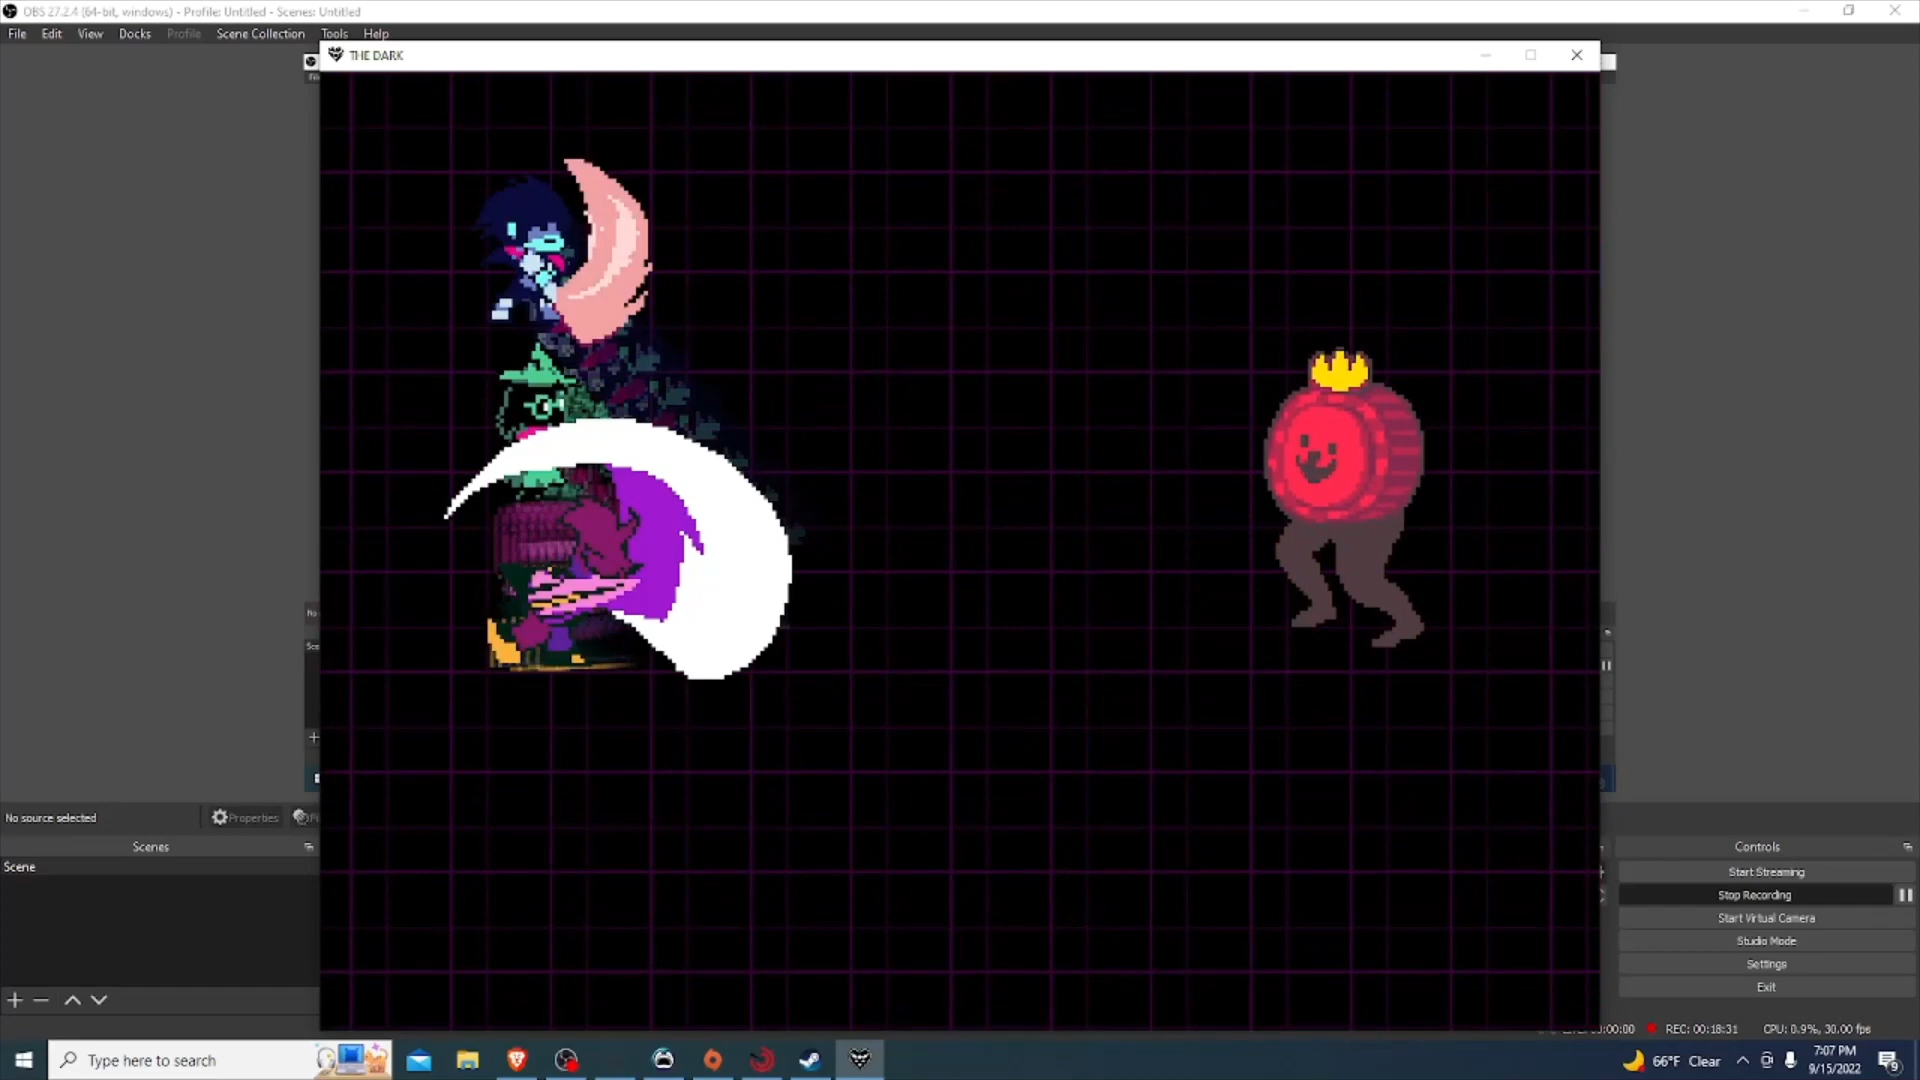 OBS 27.2.4 (64-bit, windows) - Profile: Untitled - Scenes: Untitled
File Edit View Docks Profile Scene Collection Tools Help
THE DARK
No
No source selected
Properties
Scenes
Controls
Scene
Start Streaming
Stop Recording
Start Virtual Camera
Studio Mode
Settings
Exit
REC: 00:18:31 CPU: 0.9%, 30.00 fps
Type here to search
66°F Clear
7:07 PM
9/15/2022
9